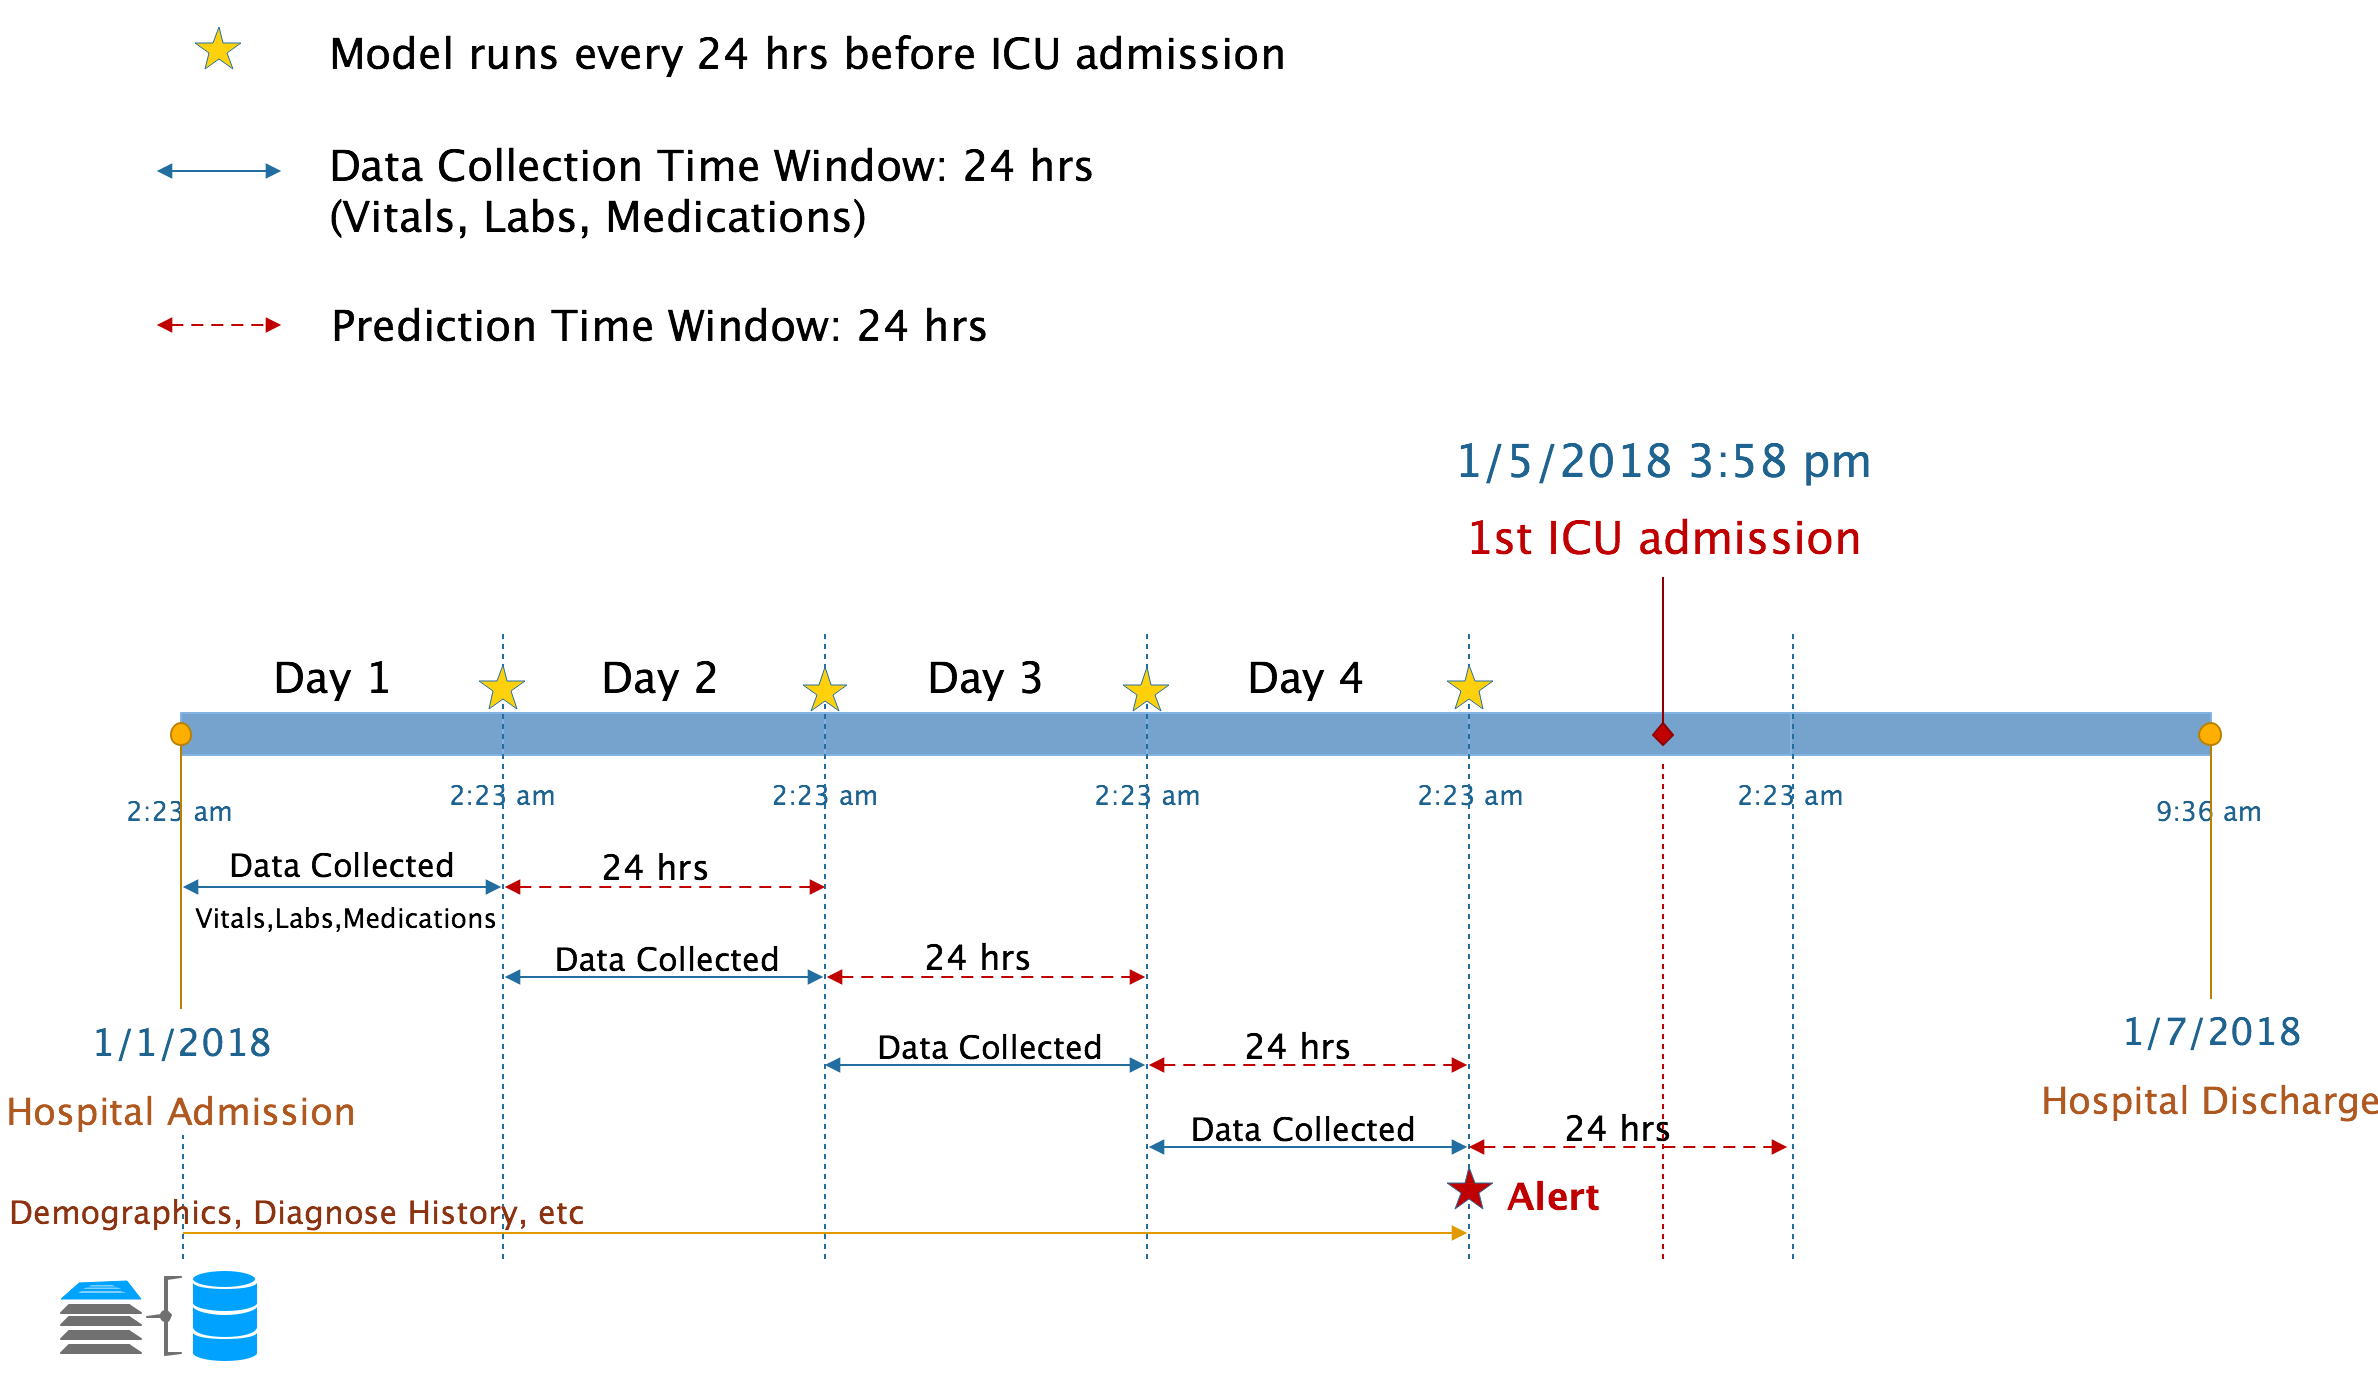 Model runs every 24 hrs before ICU admission
Data Collection Time Window: 24 hrs
(Vitals, Labs, Medications)
Prediction Time Window: 24 hrs
1/5/2018 3:58 pm
1st ICU admission
Day 1
Day 2
Day 3
Day 4
2:23 am
2:23 am
2:23 am
2:23 am
2:23 am
2:23 am
9:36 am
Data Collected
24 hrs
Vitals,Labs,Medications
Data Collected
24 hrs
Data Collected
24 hrs
1/1/2018
1/7/2018
Hospital Admission
Hospital Discharge
Data Collected
24 hrs
Alert
Demographics, Diagnose History, etc